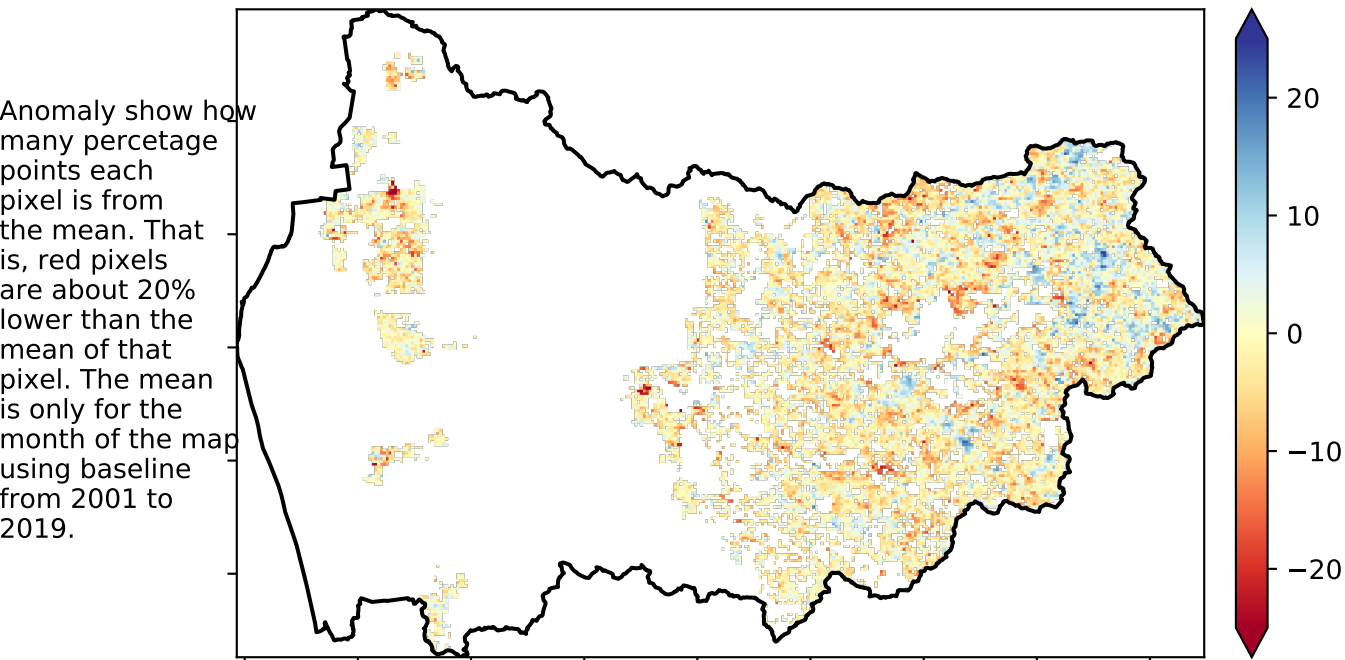 Anomaly show how
many percetage
points each
pixel is from
the mean. That
is, red pixels
are about 20%
lower than the
mean of that
pixel. The mean
is only for the
month of the map
using baseline
from 2001 to
2019.
20
10
0
−10
−20